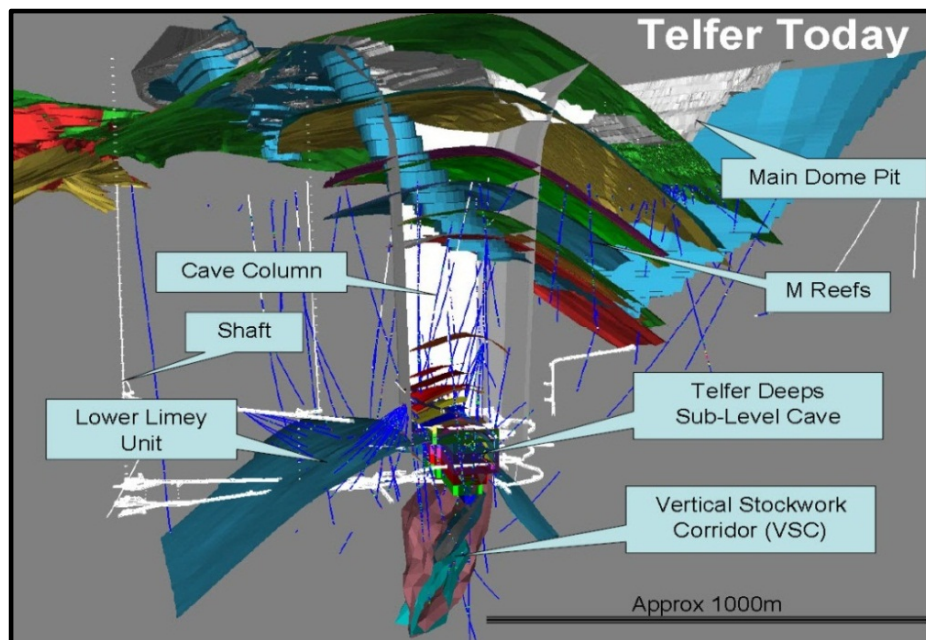 Telfer Today
Main Dome Pit
Cave Column
M Reefs
Shaft
Telfer Deeps
Sub-Level Cave
Lower Limey
Unit
Vertical Stockwork
Corridor (VSC)
Approx 1000m